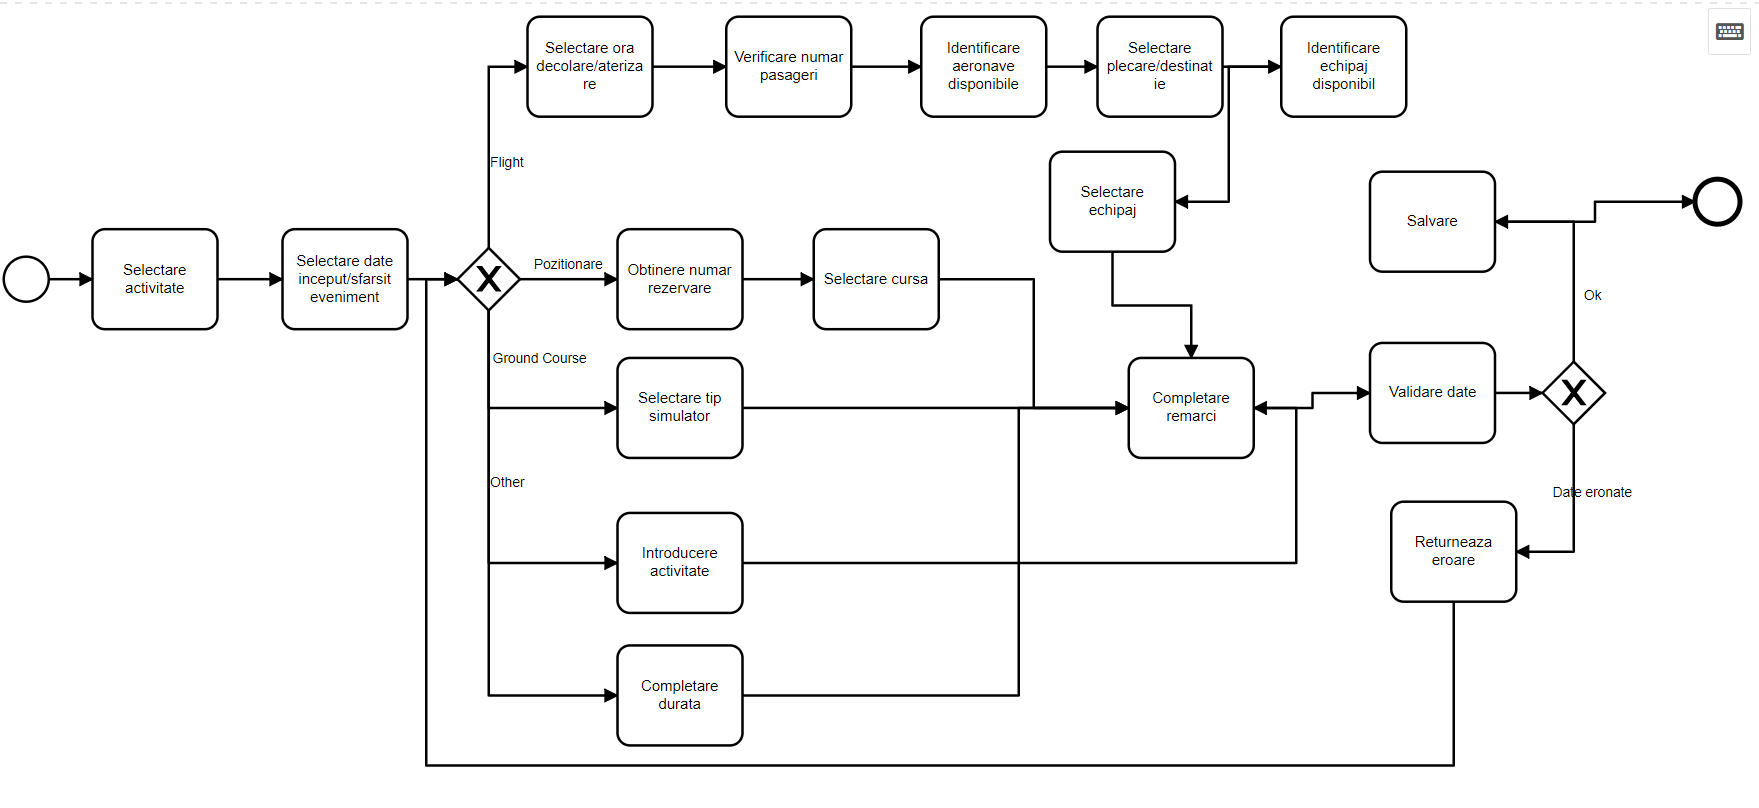 Selectare ora
decolare/ateriza
re
Verificare numar
pasageri
Identificare
aeronave
disponibile
Selectare
plecare/destinat
ie
Identificare
echipaj
disponibil
Flight
Selectare
echipaj
Salvare
Selectare
activitate
Selectare date
inceput/sfarsit
eveniment
X
Pozitionare
Obtinere numar
rezervare
Selectare cursa
Ok
Ground Course
Selectare tip
simulator
Completare
remarci
Validare date
X
Other
Date eronate
Introducere
activitate
Returneaza
eroare
Completare
durata